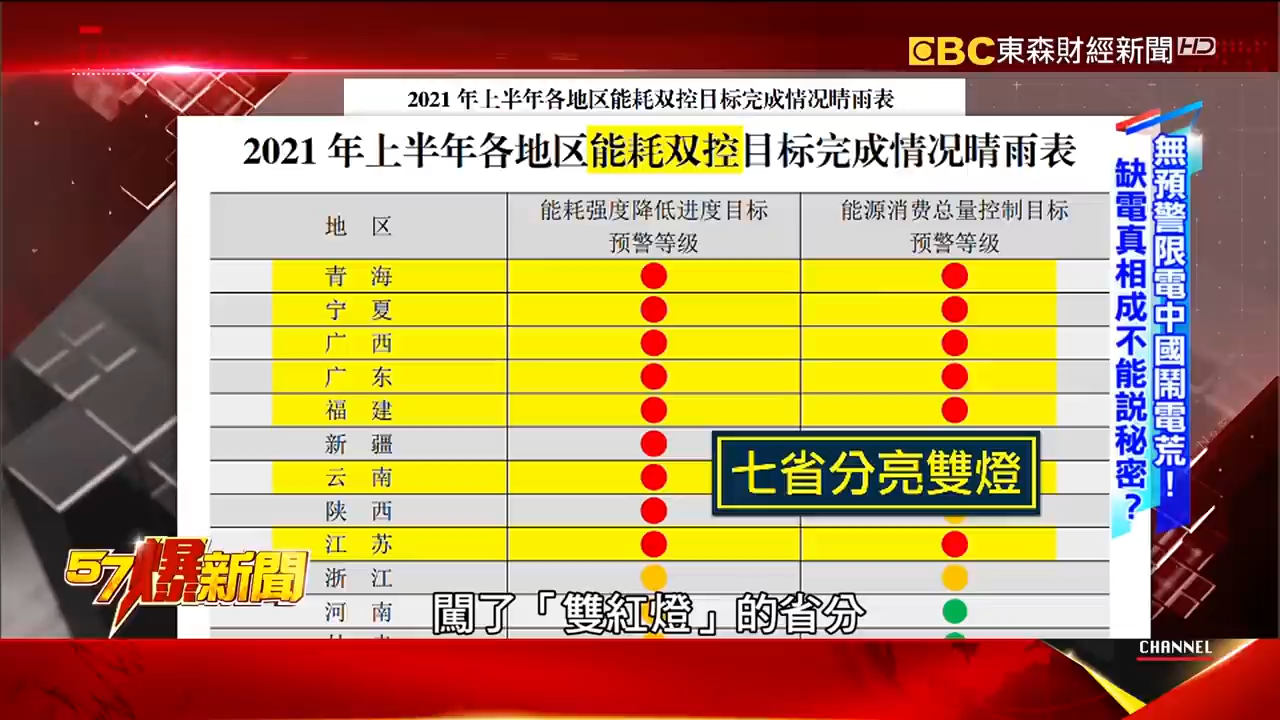 EBC東森財經新聞HD
2021 年上半年各地区能耗双控目标完成情况晴雨表
2021 年上半年各地区能耗双控目标完成情况晴雨表
地 区
能耗强度降低进度目标
预警等级
能源消费总量控制目标
预警等级
青 海
宁 夏
广 西
广 东
福 建
新 疆
云 南
陕 西
江 苏
浙 江
河 南
七省分亮雙燈
無預警限電中國鬧電荒！
缺電真相成不能說秘密？
57爆新聞
闖了「雙紅燈」的省分
CHANNEL